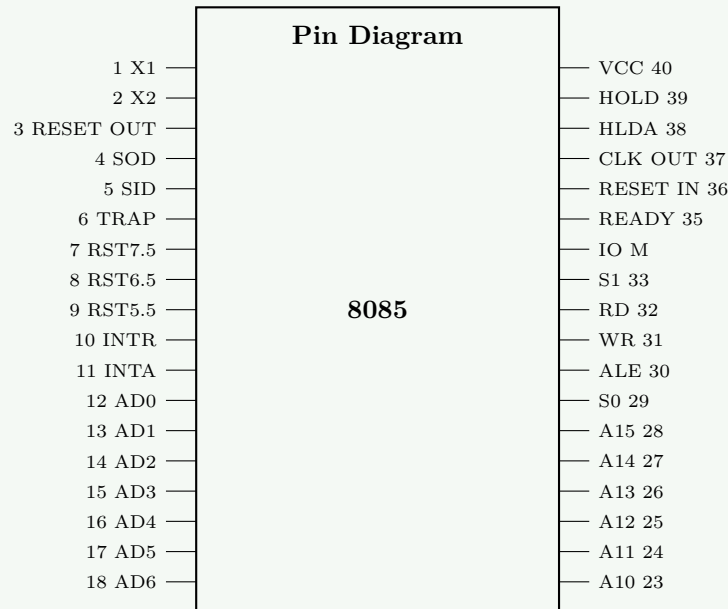 Pin Diagram
1 X1
2 X2
3 RESET OUT
4 SOD
5 SID
6 TRAP
7 RST7.5
8 RST6.5
9 RST5.5
10 INTR
11 INTA
12 AD0
13 AD1
14 AD2
15 AD3
16 AD4
17 AD5
18 AD6
8085
VCC 40
HOLD 39
HLDA 38
CLK OUT 37
RESET IN 36
READY 35
IO M
S1 33
RD 32
WR 31
ALE 30
S0 29
A15 28
A14 27
A13 26
A12 25
A11 24
A10 23